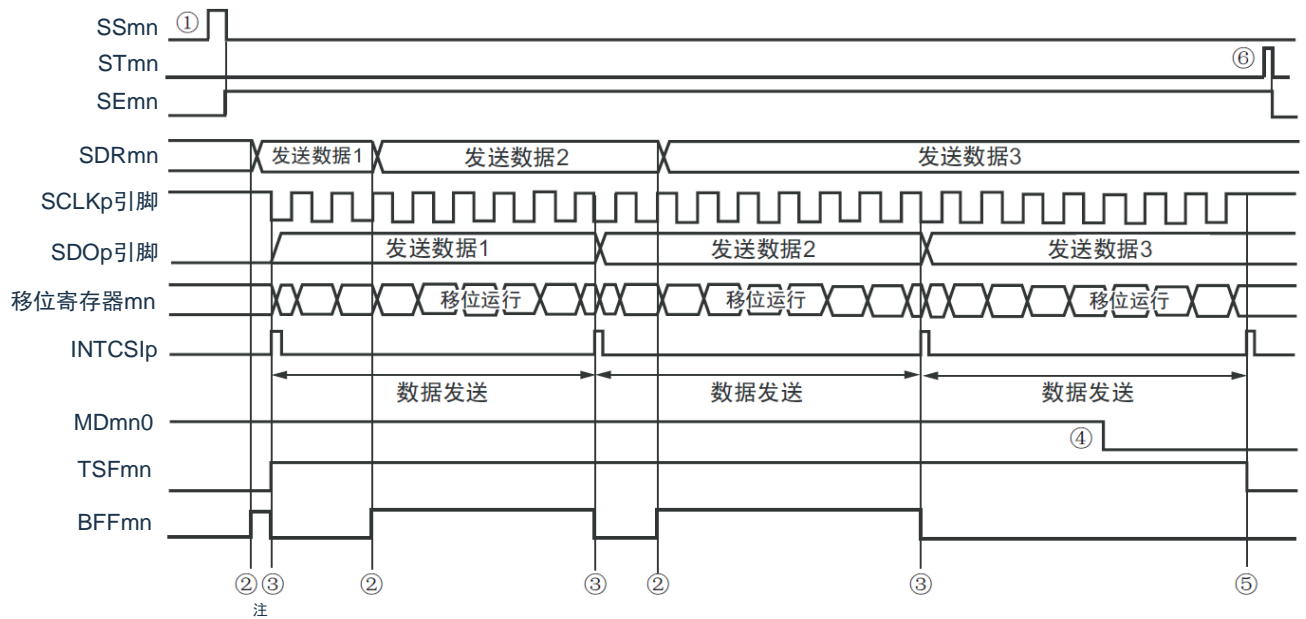 SSmn ①
STmn ⑥
SEmn
SDRmn 发送数据1 发送数据2 发送数据3
SCLKp引脚
SDOp引脚 发送数据1 发送数据2 发送数据3
移位寄存器mn 移位运行 移位运行 移位运行
INTCSIp
数据发送 数据发送 数据发送
MDmn0 ④
TSFmn
BFFmn
② ③ ② ③ ② ③ ⑤
注